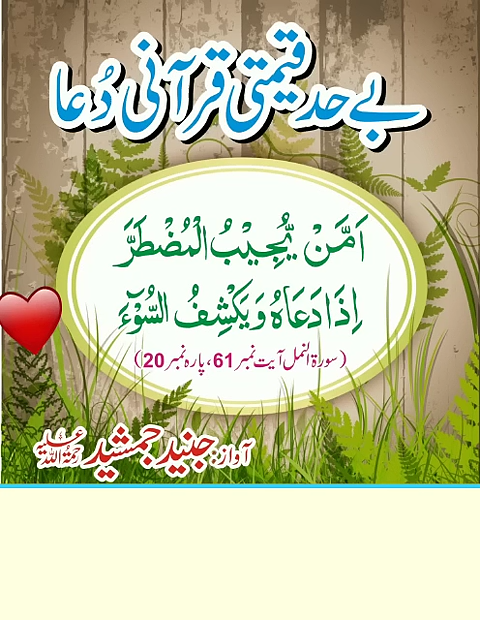 بے حد قیمتی قرآنی دُعا
اَمَّنْ يُّجِيْبُ الْمُضْطَرَّ
اِذَا دَعَاهُ وَيَكْشِفُ السُّوْٓءَ
(سورۃ النمل آیت نمبر 61، پارہ نمبر 20)
آواز: جنید جمشید رحمۃ اللہ علیہ